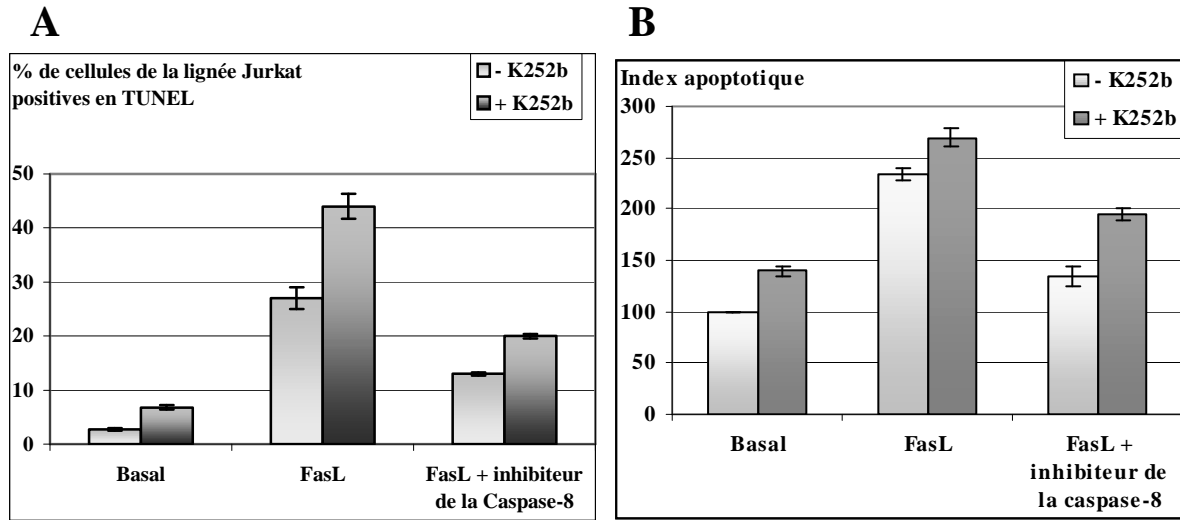 A
% de cellules de la lignée Jurkat
positives en TUNEL
- K252b
+ K252b
50
40
30
20
10
0
Basal
FasL
FasL + inhibiteur
de la Caspase-8
B
Index apoptotique
- K252b
+ K252b
300
250
200
150
100
50
0
Basal
FasL
FasL +
inhibiteur de
la caspase-8